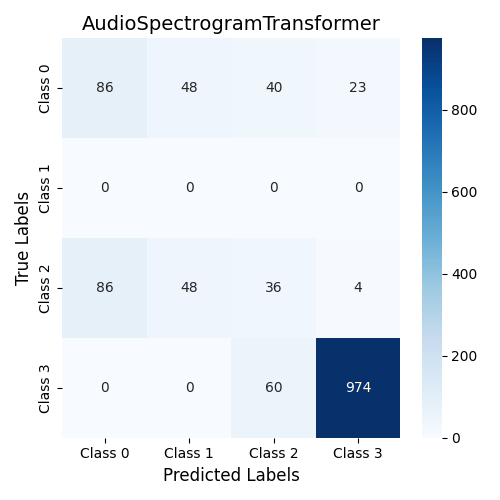 AudioSpectrogramTransformer
Class 0
86 48 40 23
Class 1
0 0 0 0
Class 2
86 48 36 4
Class 3
0 0 60 974
Class 0 Class 1 Class 2 Class 3
Predicted Labels
True Labels
800
600
400
200
0